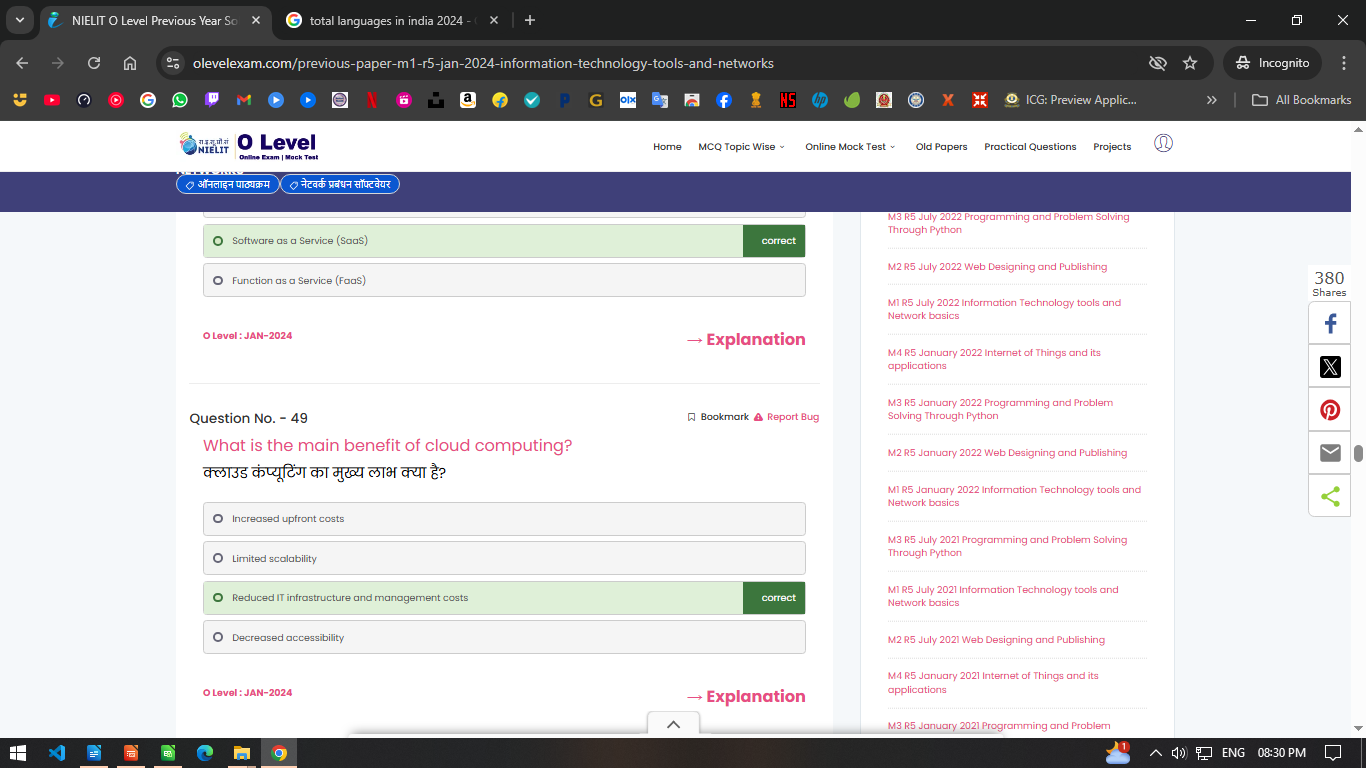 NIELIT O Level Previous Year So
total languages in india 2024 -
olevelexam.com/previous-paper-m1-r5-jan-2024-information-technology-tools-and-networks
Incognito
ICG: Preview Applic...
All Bookmarks
रा.इ.सू.प्रौ.सं
NIELIT
O Level
Online Exam | Mock Test
Home
MCQ Topic Wise
Online Mock Test
Old Papers
Practical Questions
Projects
ऑनलाइन पाठ्यक्रम
नेटवर्क प्रबंधन सॉफ्टवेयर
Software as a Service (SaaS)
correct
Function as a Service (FaaS)
O Level : JAN-2024
→ Explanation
Question No. - 49
Bookmark
Report Bug
What is the main benefit of cloud computing?
क्लाउड कंप्यूटिंग का मुख्य लाभ क्या है?
Increased upfront costs
Limited scalability
Reduced IT infrastructure and management costs
correct
Decreased accessibility
O Level : JAN-2024
→ Explanation
M3 R5 July 2022 Programming and Problem Solving
Through Python
M2 R5 July 2022 Web Designing and Publishing
M1 R5 July 2022 Information Technology tools and
Network basics
M4 R5 January 2022 Internet of Things and its
applications
M3 R5 January 2022 Programming and Problem
Solving Through Python
M2 R5 January 2022 Web Designing and Publishing
M1 R5 January 2022 Information Technology tools and
Network basics
M3 R5 July 2021 Programming and Problem Solving
Through Python
M1 R5 July 2021 Information Technology tools and
Network basics
M2 R5 July 2021 Web Designing and Publishing
M4 R5 January 2021 Internet of Things and its
applications
M3 R5 January 2021 Programming and Problem
380
Shares
1
ENG
08:30 PM